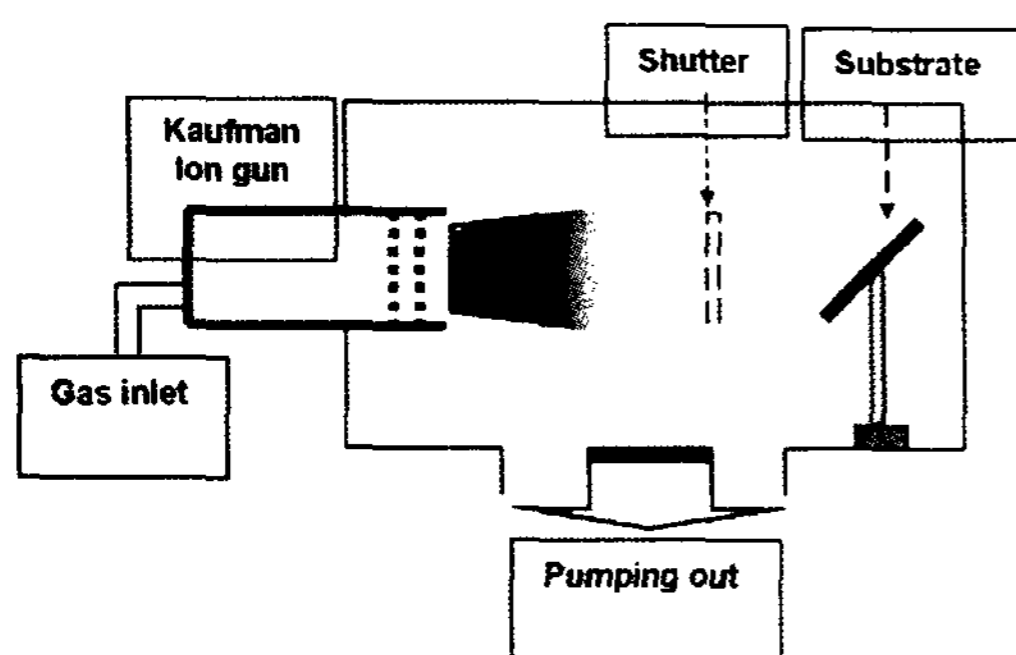 Shutter
Substrate
Kaufman
Ion gun
Gas inlet
Pumping out